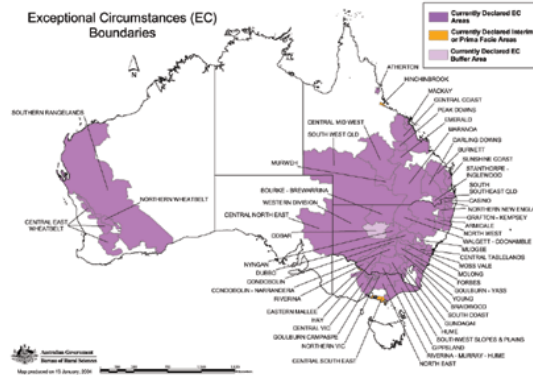 Exceptional Circumstances (EC)
Boundaries
Currently Declared EC
Areas
Currently Declared Interim
or Prima Facie Areas
Currently Declared EC
Buffer Area
N
ATHERTON
HINCHINBROOK
MACKAY
CENTRAL COAST
PEAK DOWNS
EMERALD
CENTRAL MID-WEST
SOUTH WEST QLD
MARANOA
DARLING DOWNS
BURNETT
SUNSHINE COAST
STANTHORPE -
INGLEWOOD
SOUTHERN RANGELANDS
MURWEH
SOUTH
SOUTHEAST QLD
CASINO
NORTHERN NEW ENGL
GRAFTON - KEMPSEY
ARMIDALE
NORTH WEST
WALGETT - COONAMBLE
MUDGEE
CENTRAL TABLELANDS
MOSS VALE
MOLONG
FORBES
GOULBURN - YASS
YOUNG
BRAIDWOOD
SOUTH COAST
GUNDAGAI
HUME
SOUTHWEST SLOPES & PLAINS
GIPPSLAND
RIVERINA - MURRAY - HUME
NORTH EAST
BOURKE - BREWARRINA
WESTERN DIVISION
CENTRAL NORTH EAST
COBAR
NYNGAN
DUBBO
CONDOBOLIN
CONDOBOLIN - NARRANDERA
RIVERINA
EASTERN MALLEE
HAY
CENTRAL VIC
GOULBURN CAMPASPE
NORTHERN VIC
CENTRAL SOUTH EAST
NORTHERN WHEATBELT
CENTRAL EAST
WHEATBELT
Australian Government
Bureau of Rural Sciences
Map produced on 15 January, 2004